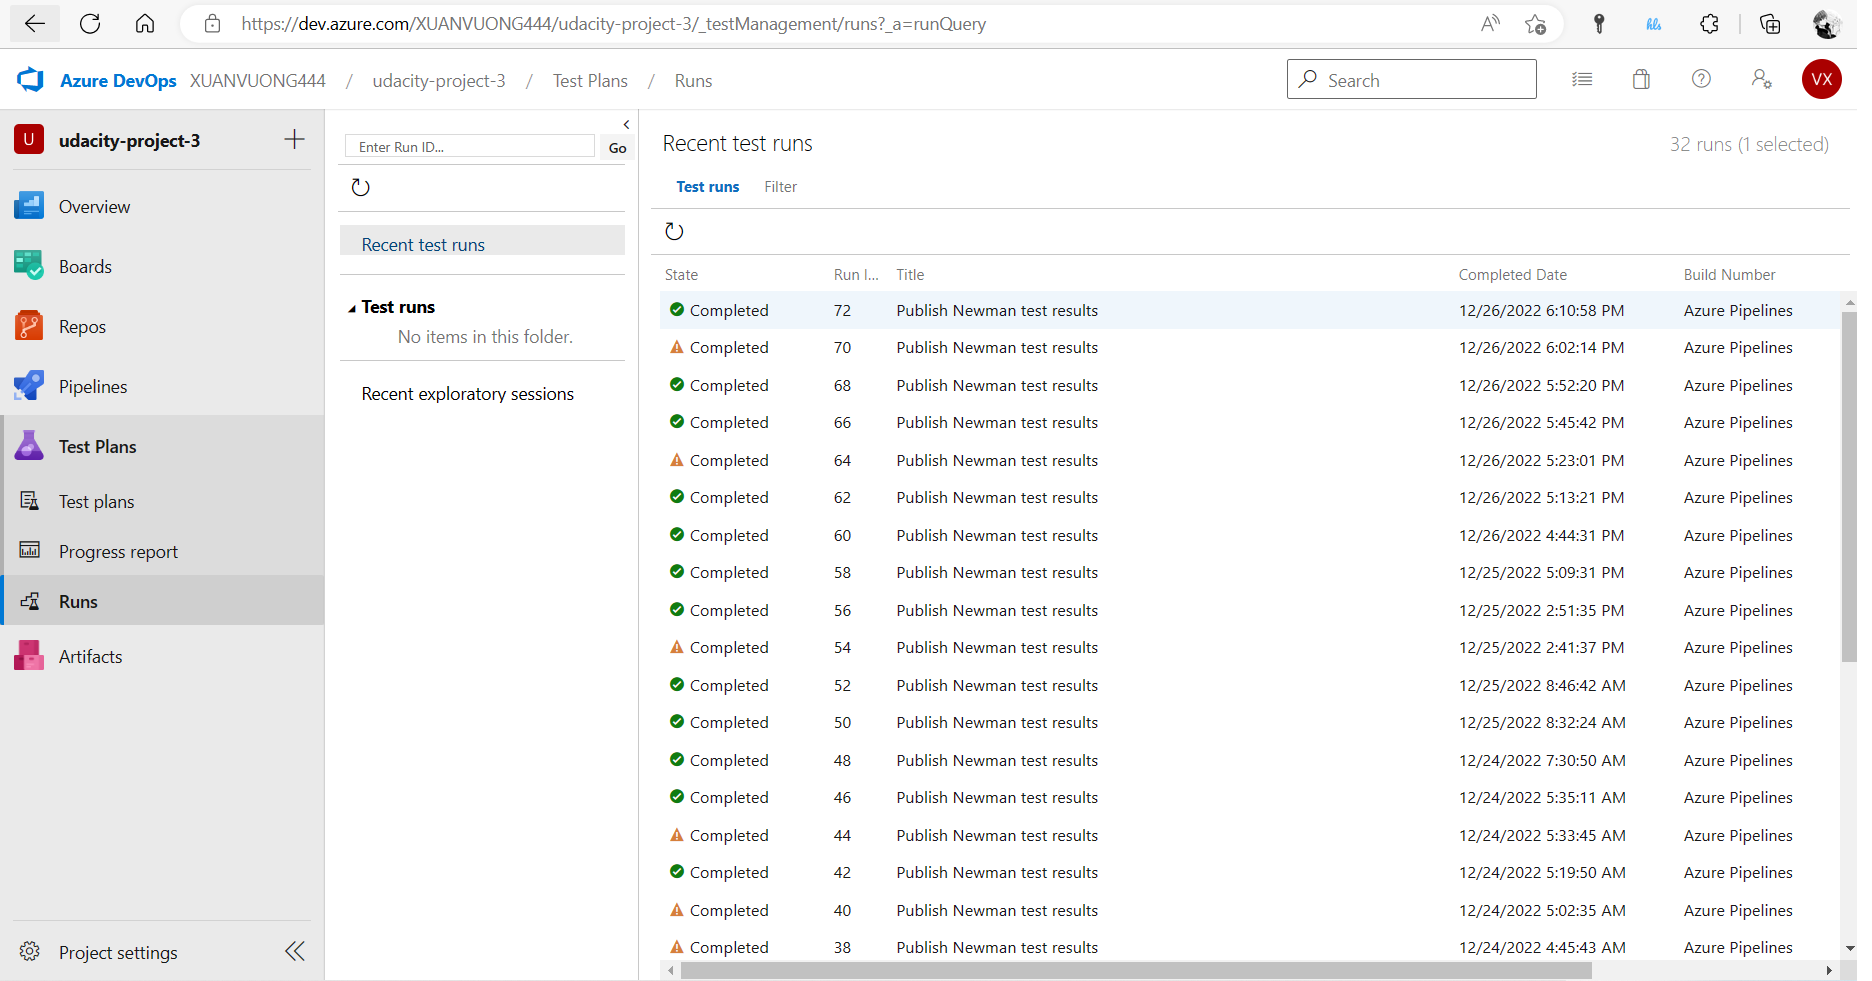 https://dev.azure.com/XUANVUONG444/udacity-project-3/_testManagement/runs?_a=runQuery
Azure DevOps XUANVUONG444 / udacity-project-3 / Test Plans / Runs
Search
VX
U udacity-project-3
Overview
Boards
Repos
Pipelines
Test Plans
Test plans
Progress report
Runs
Artifacts
Project settings
Enter Run ID...
Go
Recent test runs
Test runs
No items in this folder.
Recent exploratory sessions
Recent test runs
32 runs (1 selected)
Test runs Filter
State Run I... Title Completed Date Build Number
Completed 72 Publish Newman test results 12/26/2022 6:10:58 PM Azure Pipelines
Completed 70 Publish Newman test results 12/26/2022 6:02:14 PM Azure Pipelines
Completed 68 Publish Newman test results 12/26/2022 5:52:20 PM Azure Pipelines
Completed 66 Publish Newman test results 12/26/2022 5:45:42 PM Azure Pipelines
Completed 64 Publish Newman test results 12/26/2022 5:23:01 PM Azure Pipelines
Completed 62 Publish Newman test results 12/26/2022 5:13:21 PM Azure Pipelines
Completed 60 Publish Newman test results 12/26/2022 4:44:31 PM Azure Pipelines
Completed 58 Publish Newman test results 12/25/2022 5:09:31 PM Azure Pipelines
Completed 56 Publish Newman test results 12/25/2022 2:51:35 PM Azure Pipelines
Completed 54 Publish Newman test results 12/25/2022 2:41:37 PM Azure Pipelines
Completed 52 Publish Newman test results 12/25/2022 8:46:42 AM Azure Pipelines
Completed 50 Publish Newman test results 12/25/2022 8:32:24 AM Azure Pipelines
Completed 48 Publish Newman test results 12/24/2022 7:30:50 AM Azure Pipelines
Completed 46 Publish Newman test results 12/24/2022 5:35:11 AM Azure Pipelines
Completed 44 Publish Newman test results 12/24/2022 5:33:45 AM Azure Pipelines
Completed 42 Publish Newman test results 12/24/2022 5:19:50 AM Azure Pipelines
Completed 40 Publish Newman test results 12/24/2022 5:02:35 AM Azure Pipelines
Completed 38 Publish Newman test results 12/24/2022 4:45:43 AM Azure Pipelines